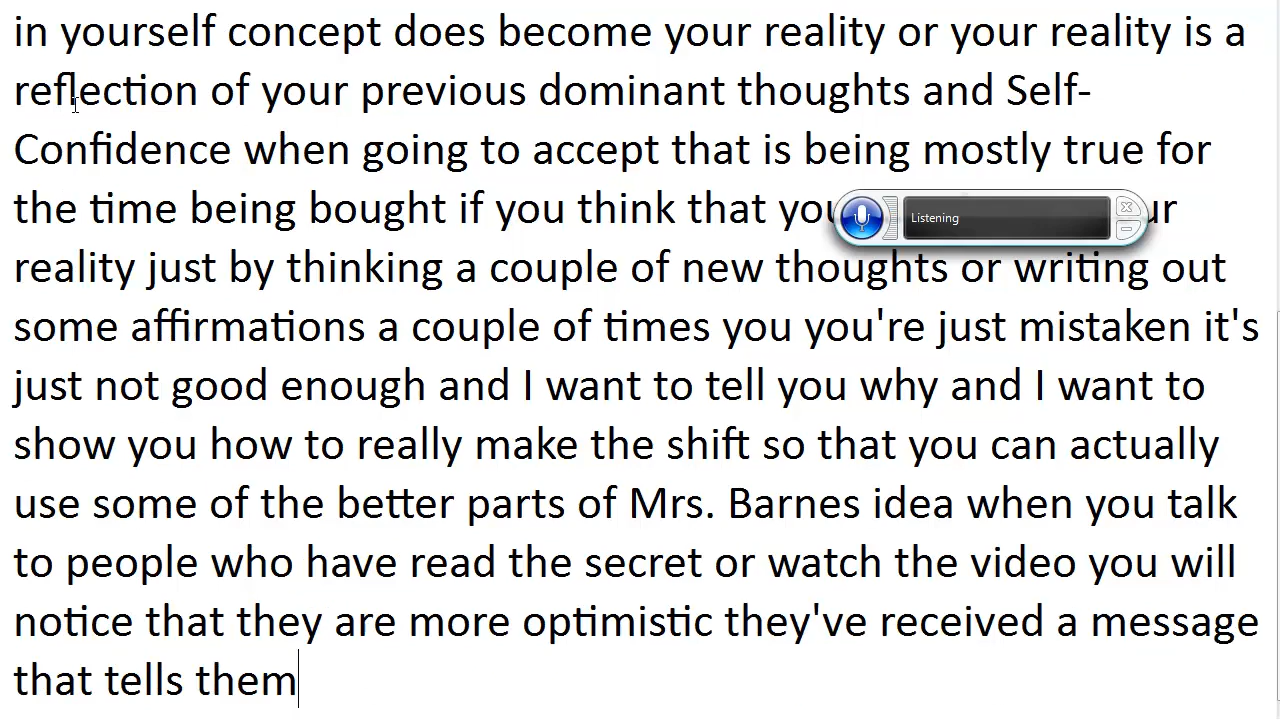 in yourself concept does become your reality or your reality is a
reflection of your previous dominant thoughts and Self-
Confidence when going to accept that is being mostly true for
the time being bought if you think that you ur
Listening
reality just by thinking a couple of new thoughts or writing out
some affirmations a couple of times you you're just mistaken it's
just not good enough and I want to tell you why and I want to
show you how to really make the shift so that you can actually
use some of the better parts of Mrs. Barnes idea when you talk
to people who have read the secret or watch the video you will
notice that they are more optimistic they've received a message
that tells them